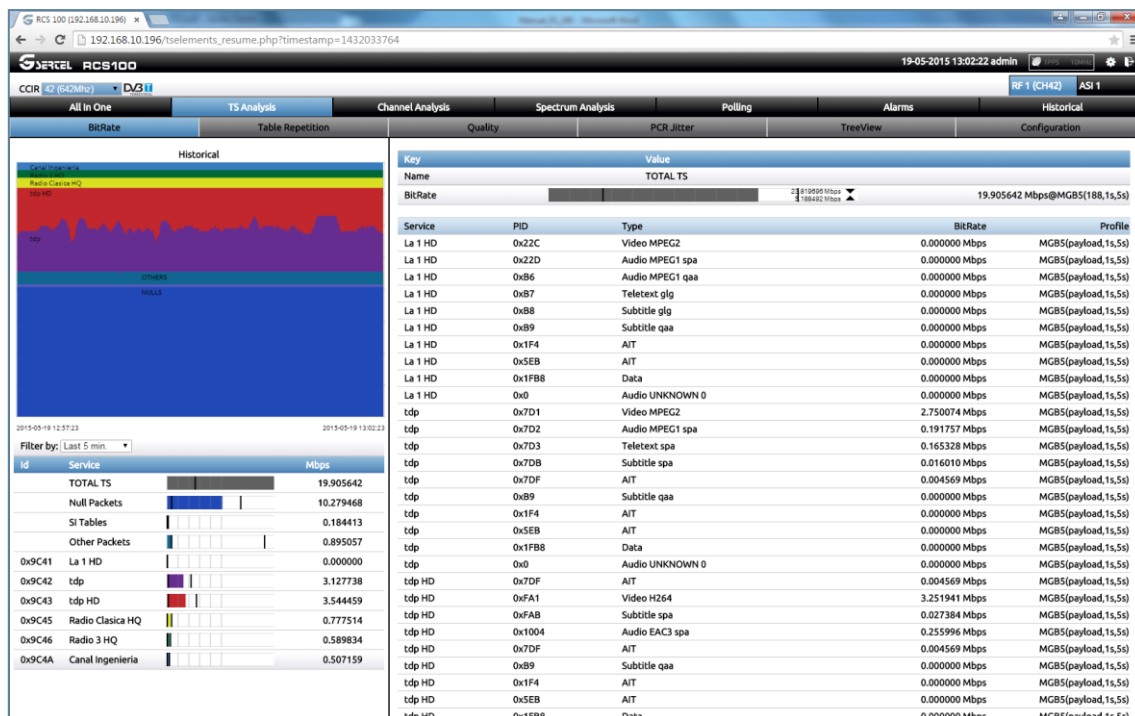 RCS 100 (192.168.10.196)
192.168.10.196/tselements_resume.php?timestamp=1432033764
SERTEL RCS100 19-05-2015 13:02:22 admin 1PPS 10MHz
CCIR 42 (642Mhz) DVB T RF 1 (CH42) ASI 1
All In One TS Analysis Channel Analysis Spectrum Analysis Polling Alarms Historical
BitRate Table Repetition Quality PCR Jitter TreeView Configuration
Historical
Canal Ingenieria
Radio 3 HQ
Radio Clasica HQ
tdp HD
tdp
OTHERS
NULLS
2015-05-19 12:57:23 2015-05-19 13:02:23
Filter by: Last 5 min.
Id Service Mbps
TOTAL TS 19.905642
Null Packets 10.279468
SI Tables 0.184413
Other Packets 0.895057
0x9C41 La 1 HD 0.000000
0x9C42 tdp 3.127738
0x9C43 tdp HD 3.544459
0x9C45 Radio Clasica HQ 0.777514
0x9C46 Radio 3 HQ 0.589834
0x9C4A Canal Ingenieria 0.507159
Key Value
Name TOTAL TS
BitRate 19.905642 Mbps@MGB5(188,1s,5s)
Service PID Type BitRate Profile
La 1 HD 0x22C Video MPEG2 0.000000 Mbps MGB5(payload,1s,5s)
La 1 HD 0x22D Audio MPEG1 spa 0.000000 Mbps MGB5(payload,1s,5s)
La 1 HD 0xB6 Audio MPEG1 qaa 0.000000 Mbps MGB5(payload,1s,5s)
La 1 HD 0xB7 Teletext glg 0.000000 Mbps MGB5(payload,1s,5s)
La 1 HD 0xB8 Subtitle glg 0.000000 Mbps MGB5(payload,1s,5s)
La 1 HD 0xB9 Subtitle qaa 0.000000 Mbps MGB5(payload,1s,5s)
La 1 HD 0x1F4 AIT 0.000000 Mbps MGB5(payload,1s,5s)
La 1 HD 0x5EB AIT 0.000000 Mbps MGB5(payload,1s,5s)
La 1 HD 0x1FB8 Data 0.000000 Mbps MGB5(payload,1s,5s)
La 1 HD 0x0 Audio UNKNOWN 0 0.000000 Mbps MGB5(payload,1s,5s)
tdp 0x7D1 Video MPEG2 2.750074 Mbps MGB5(payload,1s,5s)
tdp 0x7D2 Audio MPEG1 spa 0.191757 Mbps MGB5(payload,1s,5s)
tdp 0x7D3 Teletext spa 0.165328 Mbps MGB5(payload,1s,5s)
tdp 0x7DB Subtitle spa 0.016010 Mbps MGB5(payload,1s,5s)
tdp 0x7DF AIT 0.004569 Mbps MGB5(payload,1s,5s)
tdp 0xB9 Subtitle qaa 0.000000 Mbps MGB5(payload,1s,5s)
tdp 0x1F4 AIT 0.000000 Mbps MGB5(payload,1s,5s)
tdp 0x5EB AIT 0.000000 Mbps MGB5(payload,1s,5s)
tdp 0x1FB8 Data 0.000000 Mbps MGB5(payload,1s,5s)
tdp 0x0 Audio UNKNOWN 0 0.000000 Mbps MGB5(payload,1s,5s)
tdp HD 0x7DF AIT 0.004569 Mbps MGB5(payload,1s,5s)
tdp HD 0xFA1 Video H264 3.251941 Mbps MGB5(payload,1s,5s)
tdp HD 0xFAB Subtitle spa 0.027384 Mbps MGB5(payload,1s,5s)
tdp HD 0x1004 Audio EAC3 spa 0.255996 Mbps MGB5(payload,1s,5s)
tdp HD 0x7DF AIT 0.004569 Mbps MGB5(payload,1s,5s)
tdp HD 0xB9 Subtitle qaa 0.000000 Mbps MGB5(payload,1s,5s)
tdp HD 0x1F4 AIT 0.000000 Mbps MGB5(payload,1s,5s)
tdp HD 0x5EB AIT 0.000000 Mbps MGB5(payload,1s,5s)
tdp HD 0x1FB8 Data 0.000000 Mbps MGB5(payload,1s,5s)